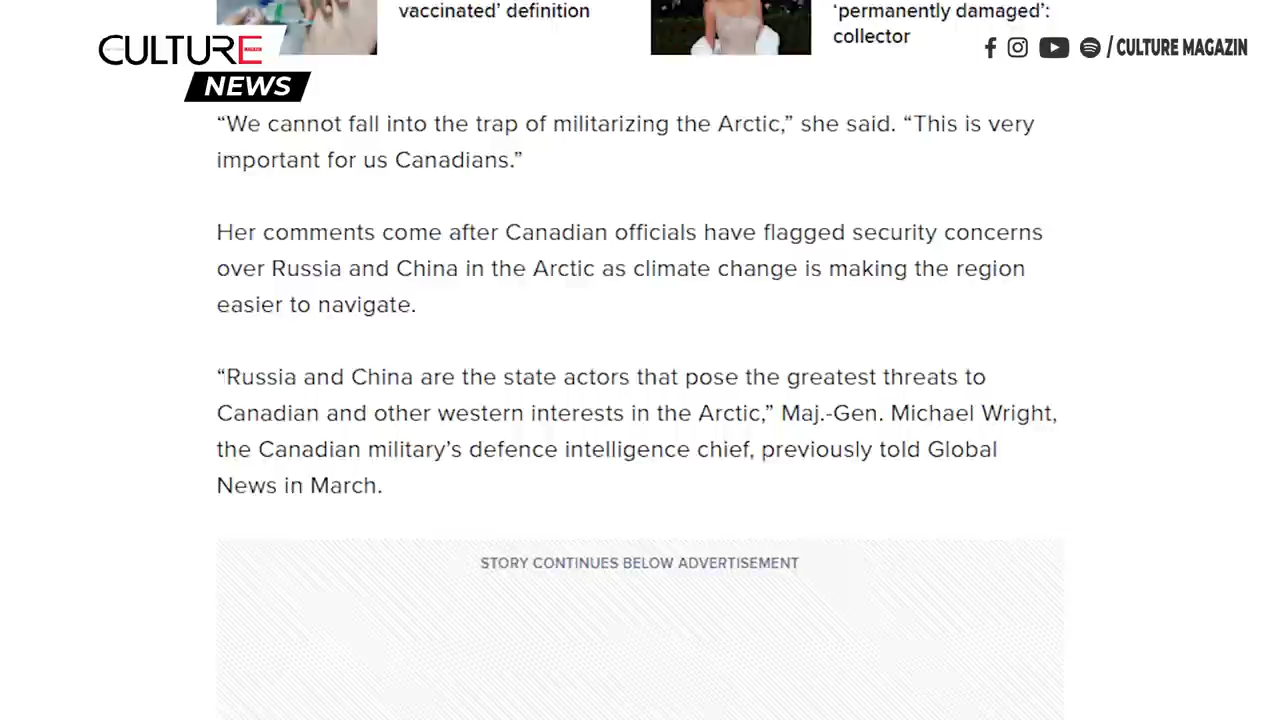 vaccinated’ definition
‘permanently damaged’:
collector
CULTURE
NEWS
/CULTURE MAGAZIN
“We cannot fall into the trap of militarizing the Arctic,” she said. “This is very
important for us Canadians.”
Her comments come after Canadian officials have flagged security concerns
over Russia and China in the Arctic as climate change is making the region
easier to navigate.
“Russia and China are the state actors that pose the greatest threats to
Canadian and other western interests in the Arctic,” Maj.-Gen. Michael Wright,
the Canadian military’s defence intelligence chief, previously told Global
News in March.
STORY CONTINUES BELOW ADVERTISEMENT